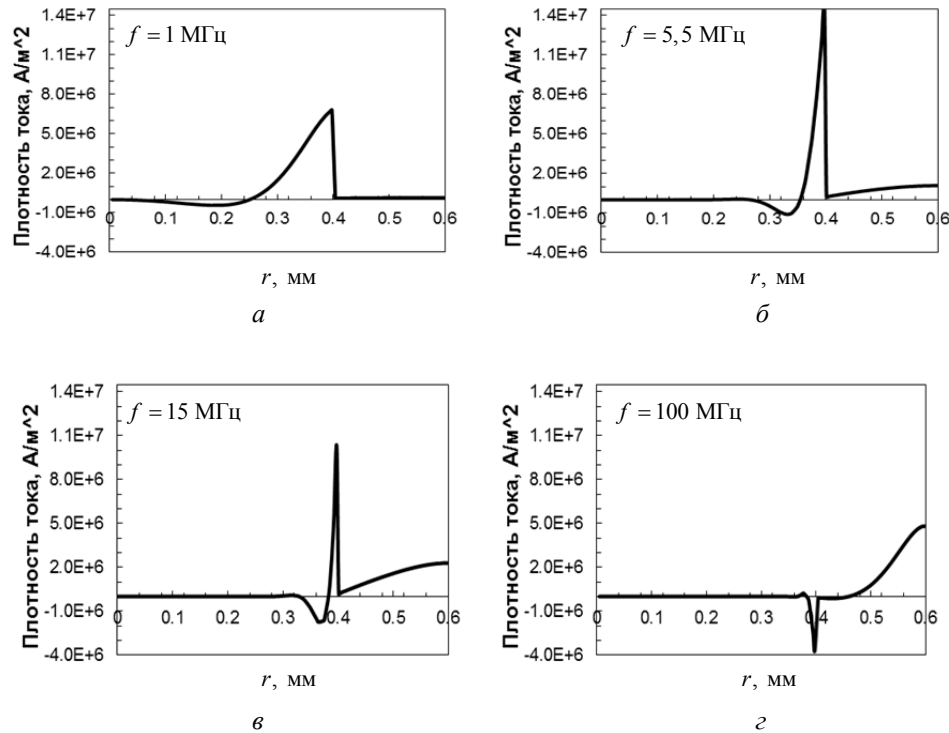 f = 1 МГц
Плотность тока, А/м^2
1.4E+7
1.1E+7
8.0E+6
5.0E+6
2.0E+6
-1.0E+6
-4.0E+6
0 0.1 0.2 0.3 0.4 0.5 0.6
r, мм
а
f = 5,5 МГц
Плотность тока, А/м^2
1.4E+7
1.1E+7
8.0E+6
5.0E+6
2.0E+6
-1.0E+6
-4.0E+6
0 0.1 0.2 0.3 0.4 0.5 0.6
r, мм
б
f = 15 МГц
Плотность тока, А/м^2
1.4E+7
1.1E+7
8.0E+6
5.0E+6
2.0E+6
-1.0E+6
-4.0E+6
0 0.1 0.2 0.3 0.4 0.5 0.6
r, мм
в
f = 100 МГц
Плотность тока, А/м^2
1.4E+7
1.1E+7
8.0E+6
5.0E+6
2.0E+6
-1.0E+6
-4.0E+6
0 0.1 0.2 0.3 0.4 0.5 0.6
r, мм
г